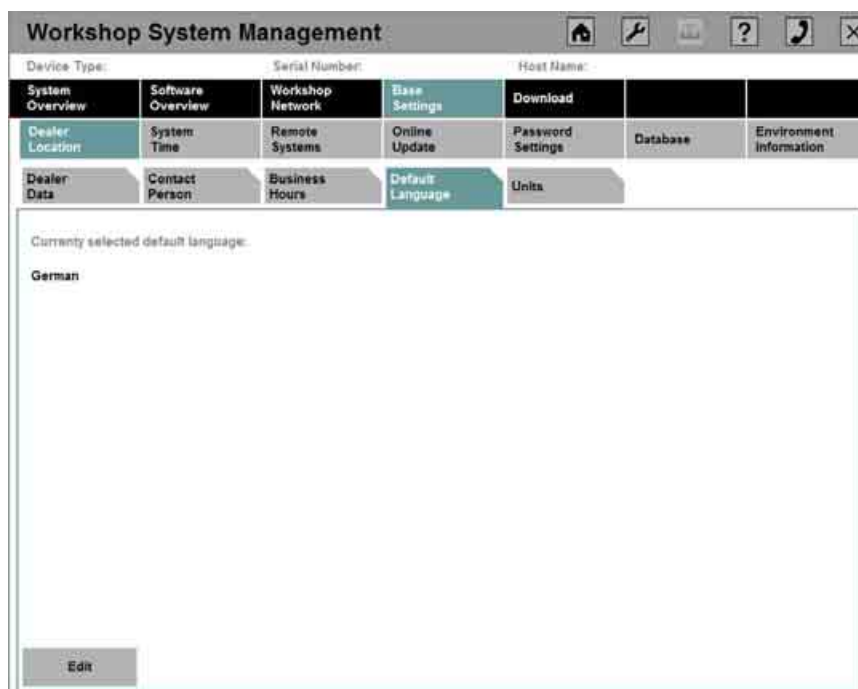 Workshop System Management
?
Device Type: Serial Number: Host Name:
System Overview
Software Overview
Workshop Network
Base Settings
Download
Dealer Location
System Time
Remote Systems
Online Update
Password Settings
Database
Environment Information
Dealer Data
Contact Person
Business Hours
Default Language
Units
Currenty selected default language:
German
Edit